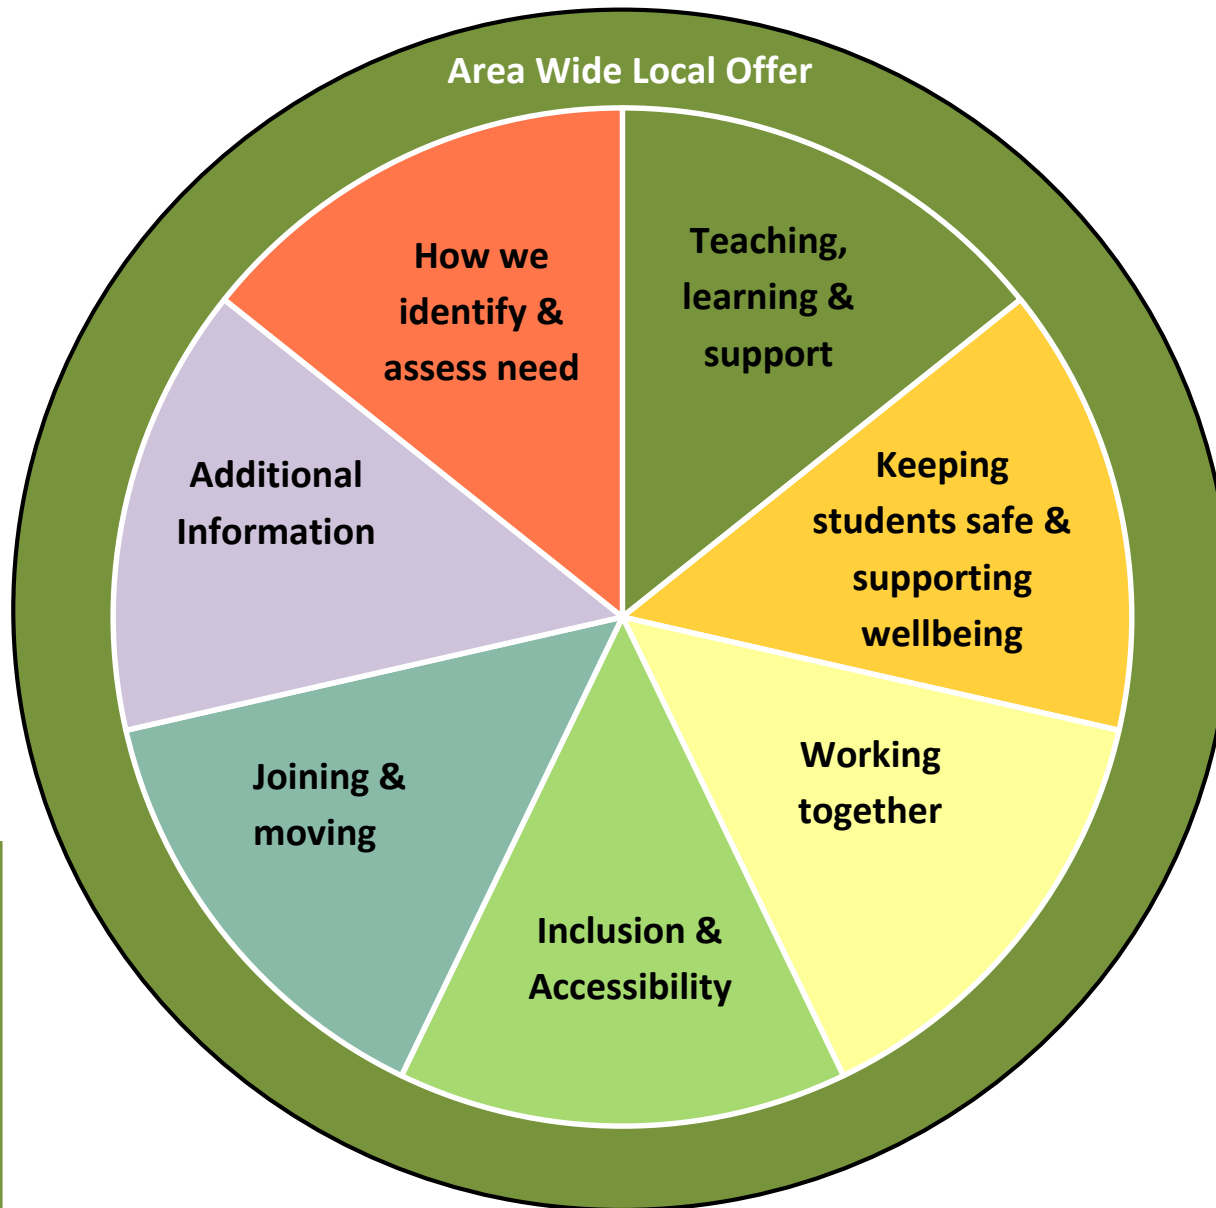 Area Wide Local Offer
How we
identify &
assess need
Teaching,
learning &
support
Keeping
students safe &
supporting
wellbeing
Working
together
Inclusion &
Accessibility
Joining &
moving
Additional
Information